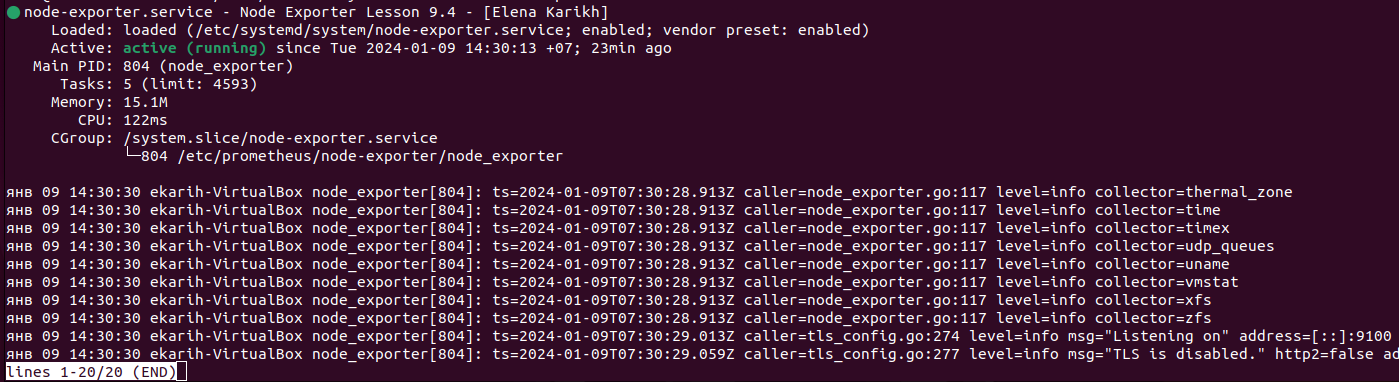 ● node-exporter.service - Node Exporter Lesson 9.4 - [Elena Karikh]
Loaded: loaded (/etc/systemd/system/node-exporter.service; enabled; vendor preset: enabled)
Active: active (running) since Tue 2024-01-09 14:30:13 +07; 23min ago
Main PID: 804 (node_exporter)
Tasks: 5 (limit: 4593)
Memory: 15.1M
CPU: 122ms
CGroup: /system.slice/node-exporter.service
└─804 /etc/prometheus/node-exporter/node_exporter
янв 09 14:30:30 ekarih-VirtualBox node_exporter[804]: ts=2024-01-09T07:30:28.913Z caller=node_exporter.go:117 level=info collector=thermal_zone
янв 09 14:30:30 ekarih-VirtualBox node_exporter[804]: ts=2024-01-09T07:30:28.913Z caller=node_exporter.go:117 level=info collector=time
янв 09 14:30:30 ekarih-VirtualBox node_exporter[804]: ts=2024-01-09T07:30:28.913Z caller=node_exporter.go:117 level=info collector=timex
янв 09 14:30:30 ekarih-VirtualBox node_exporter[804]: ts=2024-01-09T07:30:28.913Z caller=node_exporter.go:117 level=info collector=udp_queues
янв 09 14:30:30 ekarih-VirtualBox node_exporter[804]: ts=2024-01-09T07:30:28.913Z caller=node_exporter.go:117 level=info collector=uname
янв 09 14:30:30 ekarih-VirtualBox node_exporter[804]: ts=2024-01-09T07:30:28.913Z caller=node_exporter.go:117 level=info collector=vmstat
янв 09 14:30:30 ekarih-VirtualBox node_exporter[804]: ts=2024-01-09T07:30:28.913Z caller=node_exporter.go:117 level=info collector=xfs
янв 09 14:30:30 ekarih-VirtualBox node_exporter[804]: ts=2024-01-09T07:30:28.913Z caller=node_exporter.go:117 level=info collector=zfs
янв 09 14:30:30 ekarih-VirtualBox node_exporter[804]: ts=2024-01-09T07:30:29.013Z caller=tls_config.go:274 level=info msg="Listening on" address=[::]:9100
янв 09 14:30:30 ekarih-VirtualBox node_exporter[804]: ts=2024-01-09T07:30:29.059Z caller=tls_config.go:277 level=info msg="TLS is disabled." http2=false ad
lines 1-20/20 (END)